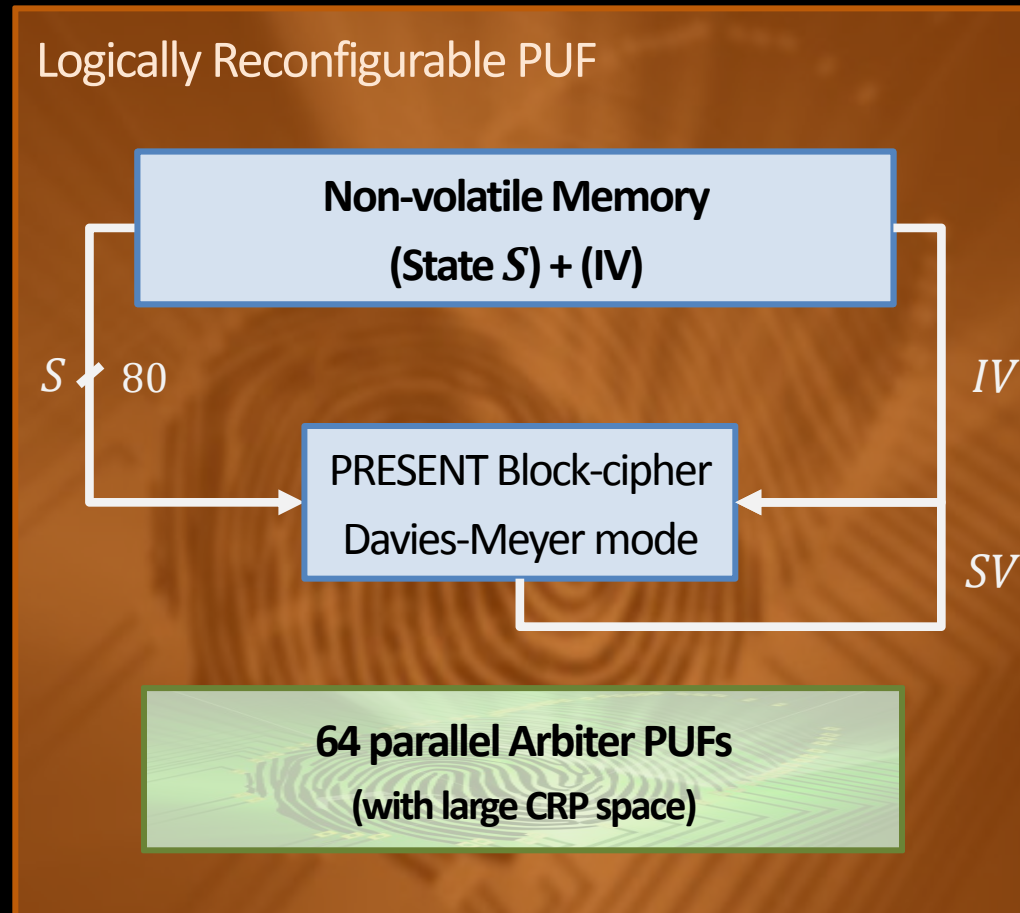 Logically Reconfigurable PUF
Non-volatile Memory
(State S) + (IV)
S
80
IV
PRESENT Block-cipher
Davies-Meyer mode
SV
64 parallel Arbiter PUFs
(with large CRP space)